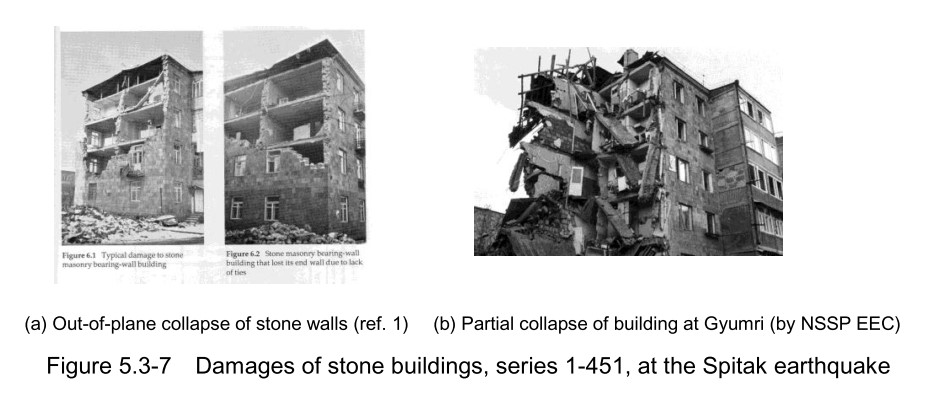 Figure 6.1 Typical damage to stone
masonry bearing-wall building
Figure 6.2 Stone masonry bearing-wall
building that lost its end wall due to lack
of ties
(a) Out-of-plane collapse of stone walls (ref. 1)
(b) Partial collapse of building at Gyumri (by NSSP EEC)
Figure 5.3-7 Damages of stone buildings, series 1-451, at the Spitak earthquake